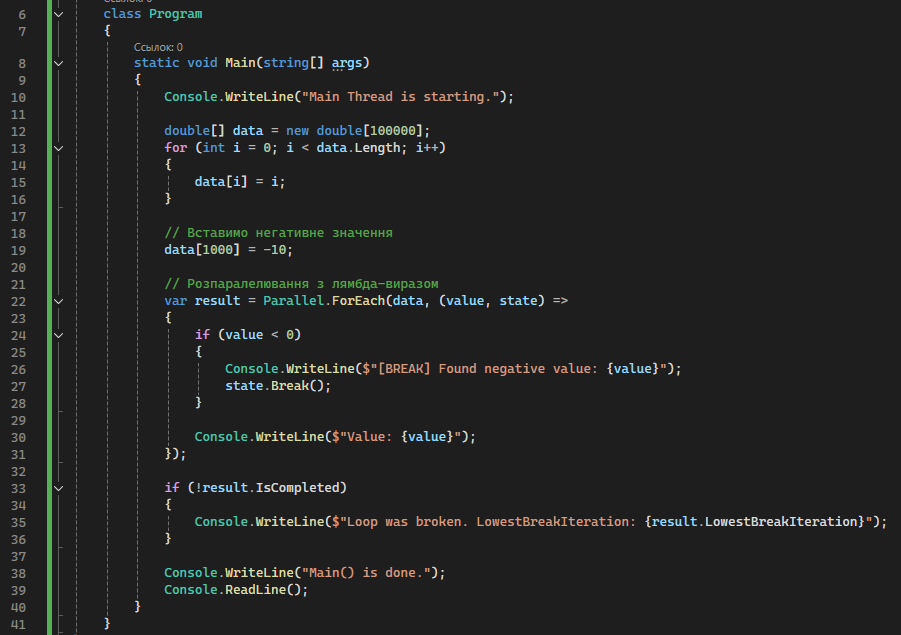 Ссылок: 0
6 class Program
7 {
Ссылок: 0
8 static void Main(string[] args)
9 {
10 Console.WriteLine("Main Thread is starting.");
11
12 double[] data = new double[100000];
13 for (int i = 0; i < data.Length; i++)
14 {
15 data[i] = i;
16 }
17
18 // Вставимо негативне значення
19 data[1000] = -10;
20
21 // Розпаралелювання з лямбда-виразом
22 var result = Parallel.ForEach(data, (value, state) =>
23 {
24 if (value < 0)
25 {
26 Console.WriteLine($"[BREAK] Found negative value: {value}");
27 state.Break();
28 }
29
30 Console.WriteLine($"Value: {value}");
31 });
32
33 if (!result.IsCompleted)
34 {
35 Console.WriteLine($"Loop was broken. LowestBreakIteration: {result.LowestBreakIteration}");
36 }
37
38 Console.WriteLine("Main() is done.");
39 Console.ReadLine();
40 }
41 }